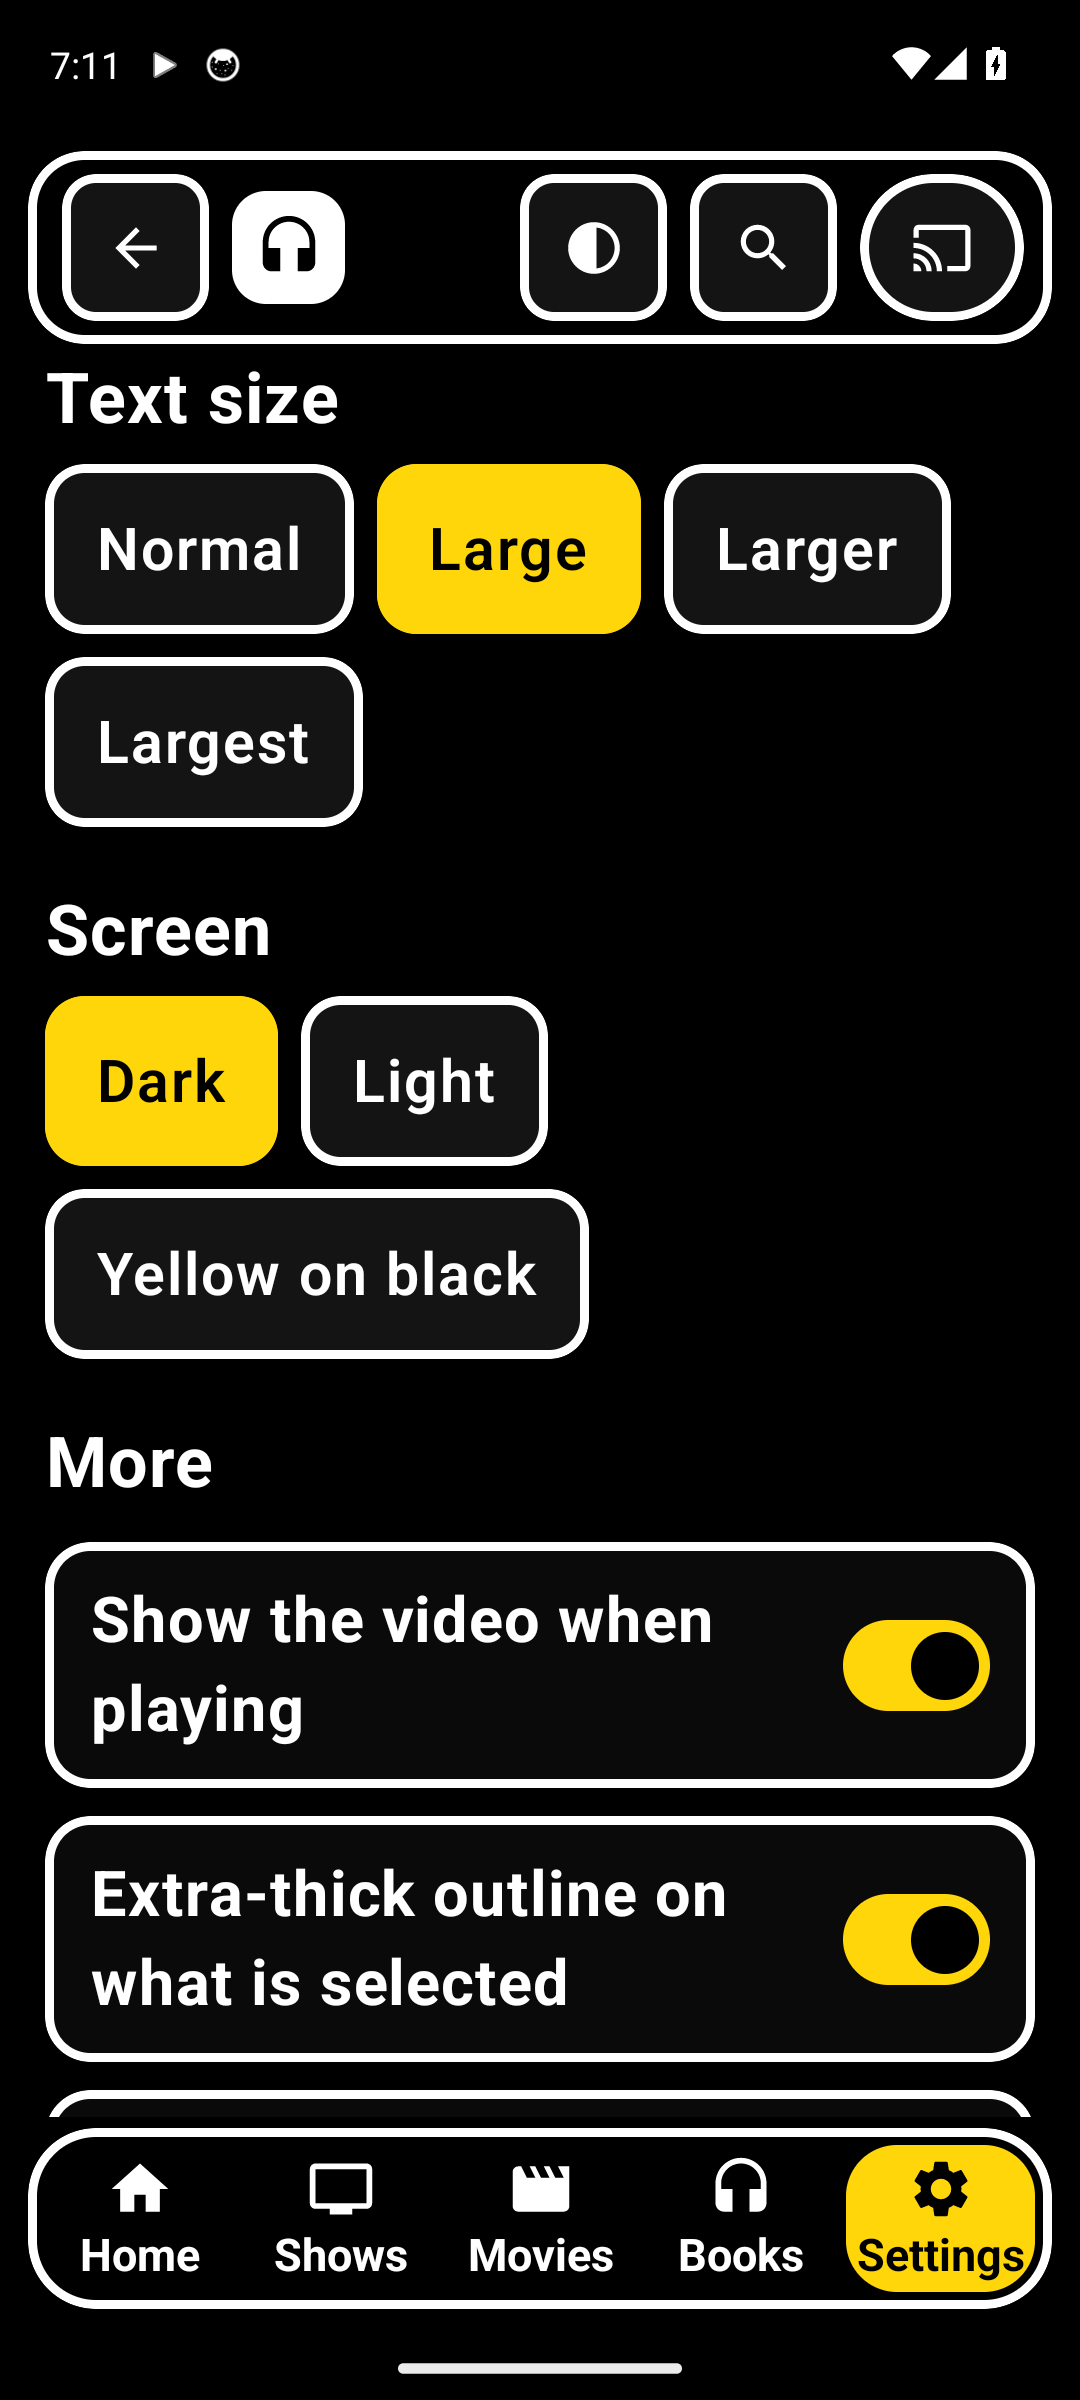 7:11
Text size
Normal Large Larger
Largest
Screen
Dark Light
Yellow on black
More
Show the video when
playing
Extra-thick outline on
what is selected
Home Shows Movies Books Settings